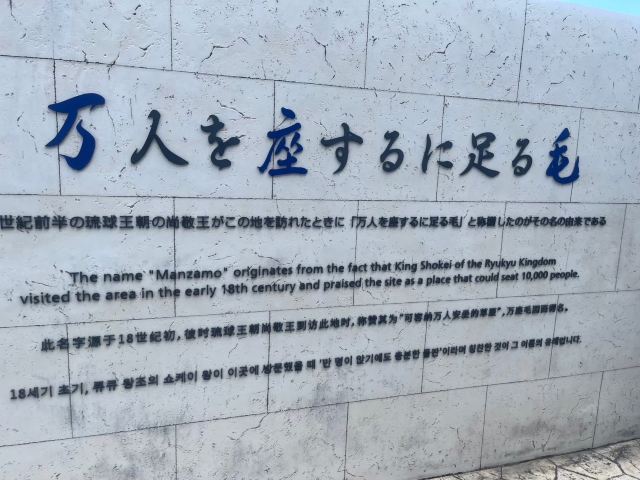 万人を座するに足る毛
世紀前半の琉球王朝の尚敬王がこの地を訪れたときに「万人を座するに足る毛」と称讃したのがその名の由来である
The name "Manzamo" originates from the fact that King Shokei of the Ryukyu Kingdom
visited the area in the early 18th century and praised the site as a place that could seat 10,000 people.
此名字源于18世纪初，彼时琉球王朝尚敬王到访此地时，称赞其为"可容纳万人安坐的草原"，万座毛因而得名。
18세기 초기, 류큐 왕조의 쇼케이 왕이 이곳에 방문했을 때 '만 명이 앉기에도 충분한 들판'이라며 칭찬한 것이 그 이름의 유래입니다.